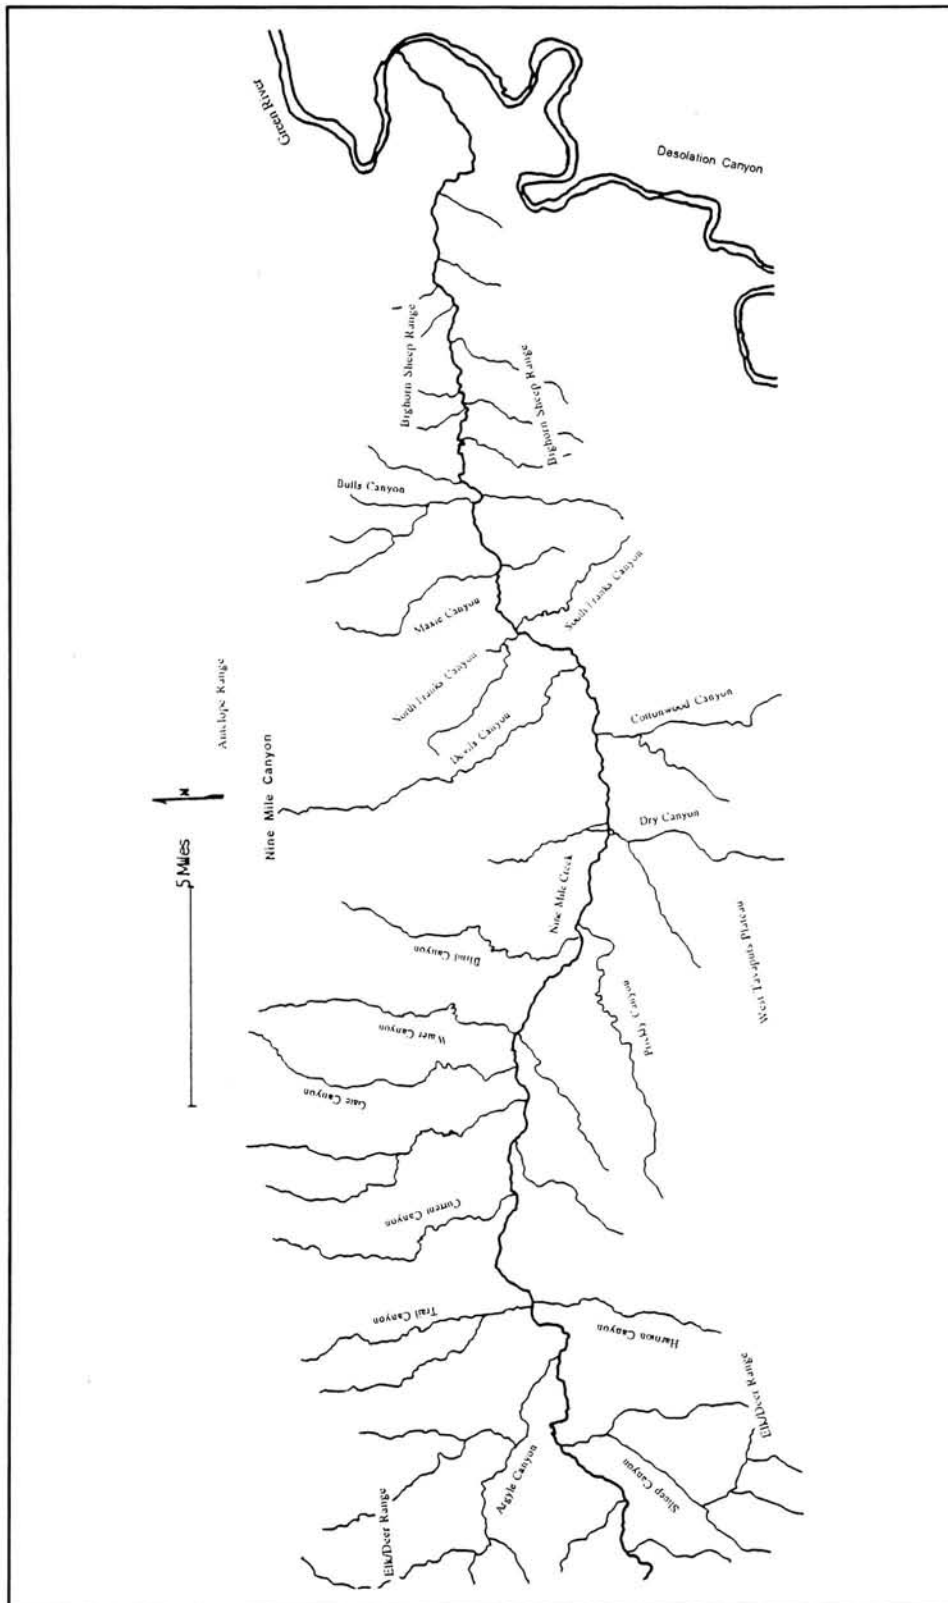 Green River
Desolation Canyon
Bighorn Sheep Range
Bighorn Sheep Range
Bulls Canyon
South Franks Canyon
Maxie Canyon
North Franks Canyon
Antelope Range
Devils Canyon
Cottonwood Canyon
Nine Mile Canyon
N
Dry Canyon
5 Miles
Nine Mile Creek
Blind Canyon
West Tavaputs Plateau
Prickly Canyon
Water Canyon
Gate Canyon
Current Canyon
Trail Canyon
Harmon Canyon
Elk/Deer Range
Argyle Canyon
Sheep Canyon
Elk/Deer Range